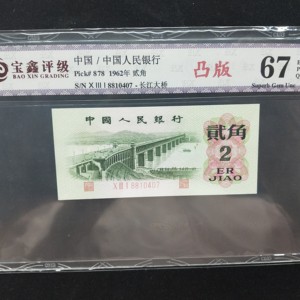 宝鑫评级
BAO XIN GRADING
中国 / 中国人民银行
Pick# 878 1962年 贰角
S/N X III I 8810407 - 长江大桥
凸版
67
Superb Gem Unc
中国人民银行
贰角
2
ER
JIAO
X III I 8810407